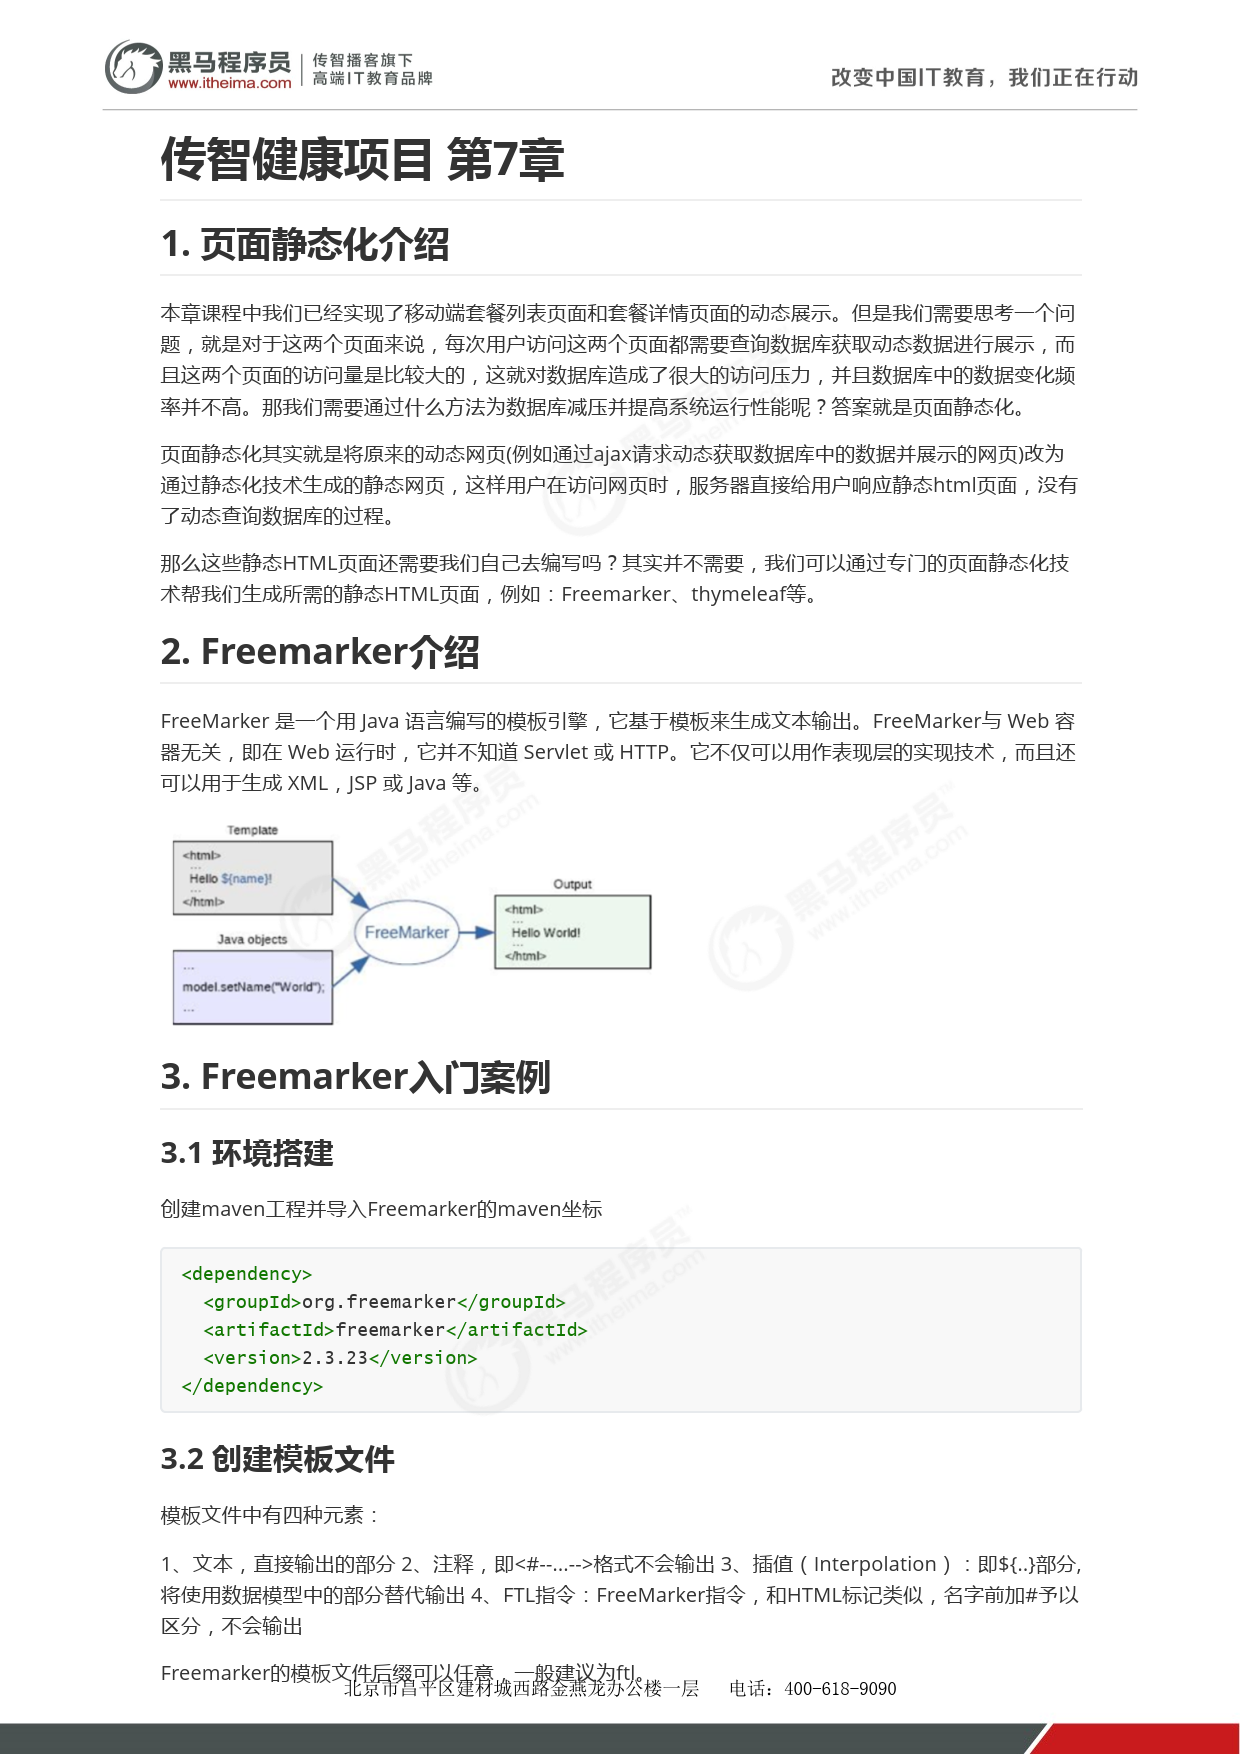 黑马程序员
www.itheima.com
传智播客旗下
高端IT教育品牌
改变中国IT教育，我们正在行动
传智健康项目 第7章
1. 页面静态化介绍
本章课程中我们已经实现了移动端套餐列表页面和套餐详情页面的动态展示。但是我们需要思考一个问
题，就是对于这两个页面来说，每次用户访问这两个页面都需要查询数据库获取动态数据进行展示，而
且这两个页面的访问量是比较大的，这就对数据库造成了很大的访问压力，并且数据库中的数据变化频
率并不高。那我们需要通过什么方法为数据库减压并提高系统运行性能呢？答案就是页面静态化。
页面静态化其实就是将原来的动态网页(例如通过ajax请求动态获取数据库中的数据并展示的网页)改为
通过静态化技术生成的静态网页，这样用户在访问网页时，服务器直接给用户响应静态html页面，没有
了动态查询数据库的过程。
那么这些静态HTML页面还需要我们自己去编写吗？其实并不需要，我们可以通过专门的页面静态化技
术帮我们生成所需的静态HTML页面，例如：Freemarker、thymeleaf等。
2. Freemarker介绍
FreeMarker 是一个用 Java 语言编写的模板引擎，它基于模板来生成文本输出。FreeMarker与 Web 容
器无关，即在 Web 运行时，它并不知道 Servlet 或 HTTP。它不仅可以用作表现层的实现技术，而且还
可以用于生成 XML，JSP 或 Java 等。
Template
<html>
...
Hello ${name}!
...
</html>
Java objects
...
model.setName("World");
...
FreeMarker
Output
<html>
...
Hello World!
...
</html>
3. Freemarker入门案例
3.1 环境搭建
创建maven工程并导入Freemarker的maven坐标
<dependency>
  <groupId>org.freemarker</groupId>
  <artifactId>freemarker</artifactId>
  <version>2.3.23</version>
</dependency>
3.2 创建模板文件
模板文件中有四种元素：
1、文本，直接输出的部分 2、注释，即<#--...-->格式不会输出 3、插值（Interpolation）：即${..}部分,
将使用数据模型中的部分替代输出 4、FTL指令：FreeMarker指令，和HTML标记类似，名字前加#予以
区分，不会输出
Freemarker的模板文件后缀可以任意，一般建议为ftl。
北京市昌平区建材城西路金燕龙办公楼一层 电话：400-618-9090
黑马程序员
www.itheima.com
黑马程序员
www.itheima.com
黑马程序员
www.itheima.com
黑马程序员
www.itheima.com